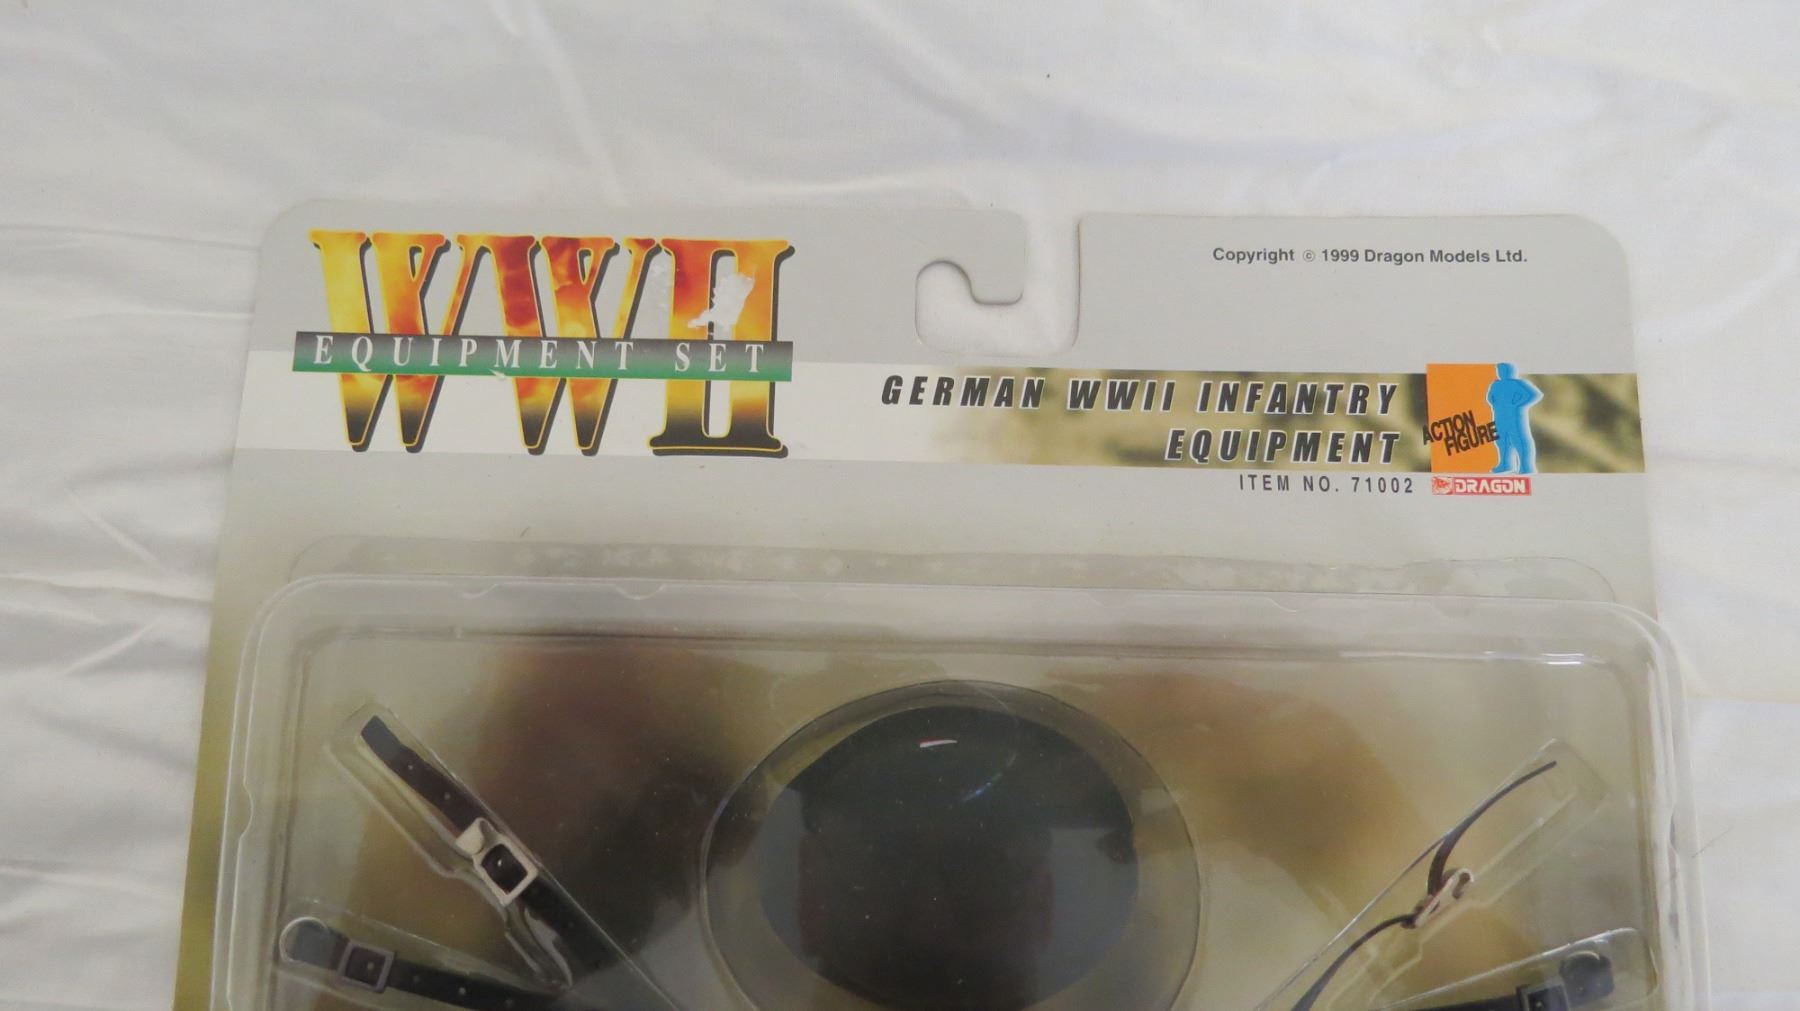 WWII
EQUIPMENT SET
Copyright © 1999 Dragon Models Ltd.
GERMAN WWII INFANTRY
EQUIPMENT
ACTION
FIGURE
ITEM NO. 71002
DRAGON